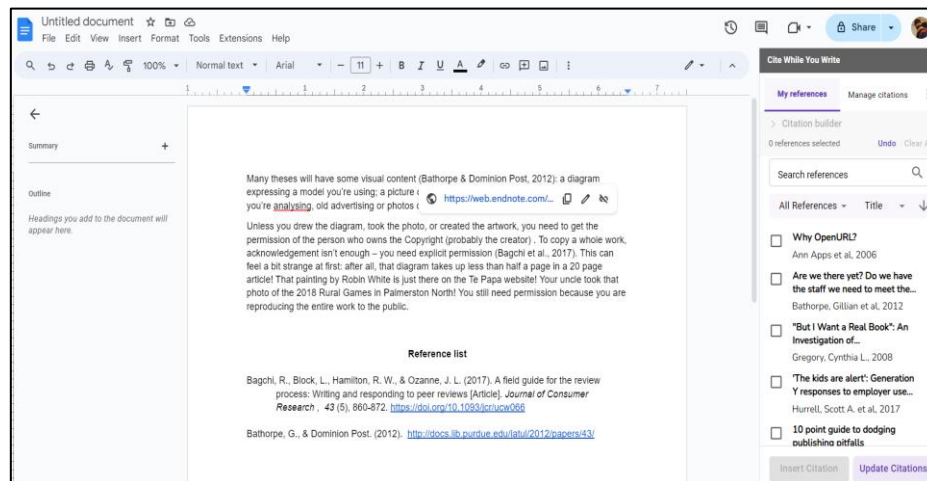 Untitled document
File Edit View Insert Format Tools Extensions Help
Share
100% Normal text Arial 11 B I U A
1 1 2 3 4 5 6 7
Summary
Outline
Headings you add to the document will
appear here.
Many theses will have some visual content (Bathorpe & Dominion Post, 2012): a diagram
expressing a model you're using; a picture
you're analysing, old advertising or photos
https://web.endnote.com/...
Unless you drew the diagram, took the photo, or created the artwork, you need to get the
permission of the person who owns the Copyright (probably the creator) . To copy a whole work,
acknowledgement isn't enough – you need explicit permission (Bagchi et al., 2017). This can
feel a bit strange at first: after all, that diagram takes up less than half a page in a 20 page
article! That painting by Robin White is just there on the Te Papa website! Your uncle took that
photo of the 2018 Rural Games in Palmerston North! You still need permission because you are
reproducing the entire work to the public.
Reference list
Bagchi, R., Block, L., Hamilton, R. W., & Ozanne, J. L. (2017). A field guide for the review
process: Writing and responding to peer reviews [Article]. Journal of Consumer
Research , 43 (5), 860-872. https://doi.org/10.1093/jcr/ucw066
Bathorpe, G., & Dominion Post. (2012). http://docs.lib.purdue.edu/iatul/2012/papers/43/
Cite While You Write
My references Manage citations
Citation builder
0 references selected Undo Clear
Search references
All References Title
Why OpenURL?
Ann Apps et al, 2006
Are we there yet? Do we have
the staff we need to meet the...
Bathorpe, Gillian et al, 2012
"But I Want a Real Book": An
Investigation of...
Gregory, Cynthia L., 2008
'The kids are alert': Generation
Y responses to employer use...
Hurrell, Scott A. et al, 2017
10 point guide to dodging
publishing pitfalls
Insert Citation Update Citations